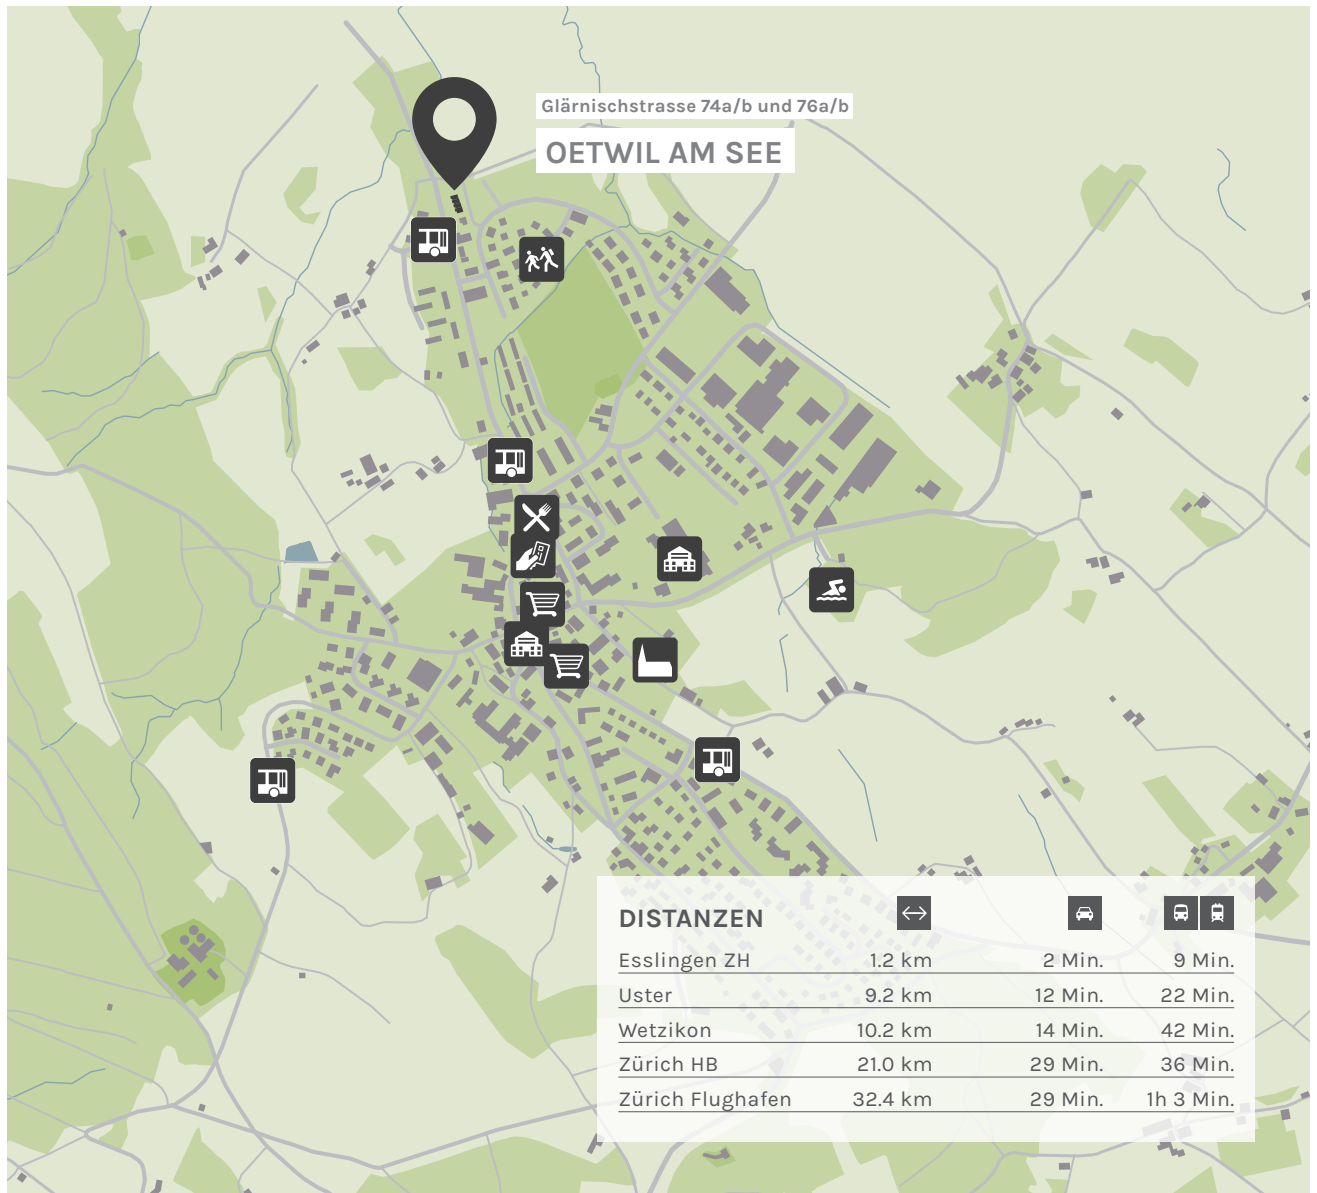 Glärnischstrasse 74a/b und 76a/b
OETWIL AM SEE
DISTANZEN
Esslingen ZH 1.2 km 2 Min. 9 Min.
Uster 9.2 km 12 Min. 22 Min.
Wetzikon 10.2 km 14 Min. 42 Min.
Zürich HB 21.0 km 29 Min. 36 Min.
Zürich Flughafen 32.4 km 29 Min. 1h 3 Min.